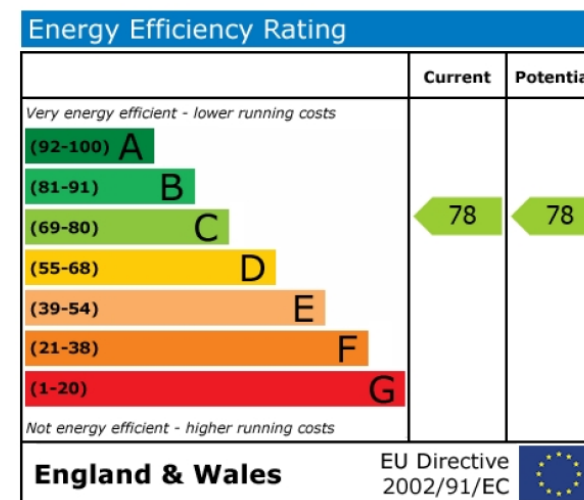 Energy Efficiency Rating
Current Potentia
Very energy efficient - lower running costs
(92-100) A
(81-91) B
(69-80) C
78 78
(55-68) D
(39-54) E
(21-38) F
(1-20) G
Not energy efficient - higher running costs
England & Wales
EU Directive
2002/91/EC